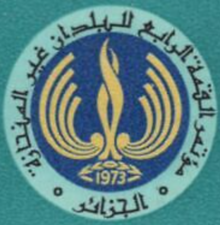 مؤتمر القمة الرابع للبلدان غير المنحازة
1973
الجزائر